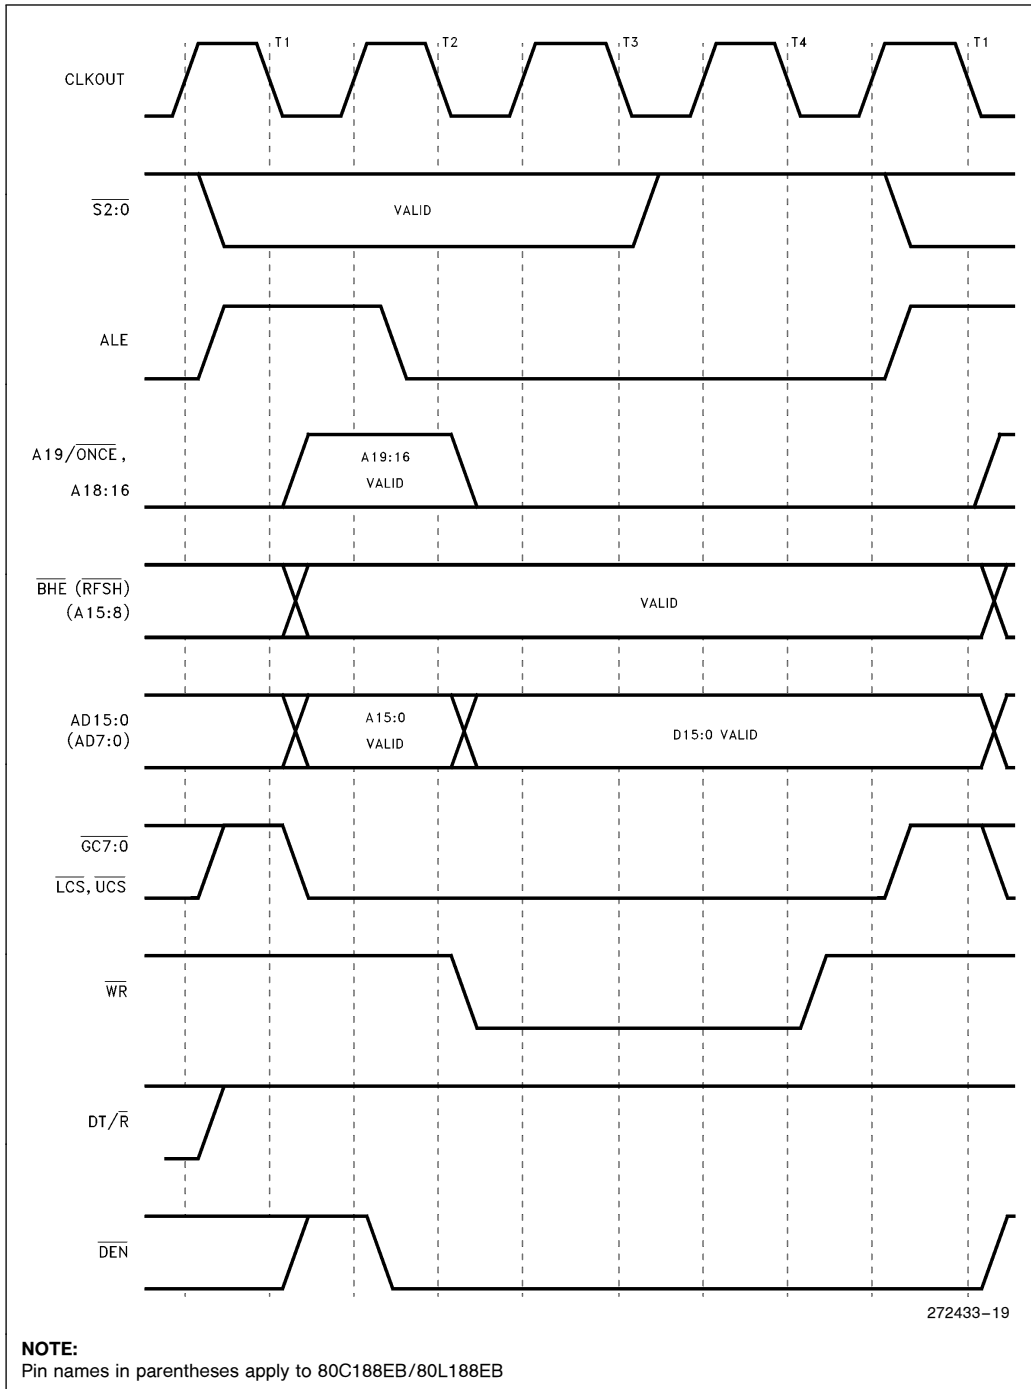 T1 T2 T3 T4 T1
CLKOUT
S2:0
VALID
ALE
A19/ONCE,
A18:16
A19:16
VALID
BHE (RFSH)
(A15:8)
VALID
AD15:0
(AD7:0)
A15:0
VALID
D15:0 VALID
GC7:0
LCS, UCS
WR
DT/R
DEN
272433–19
NOTE:
Pin names in parentheses apply to 80C188EB/80L188EB